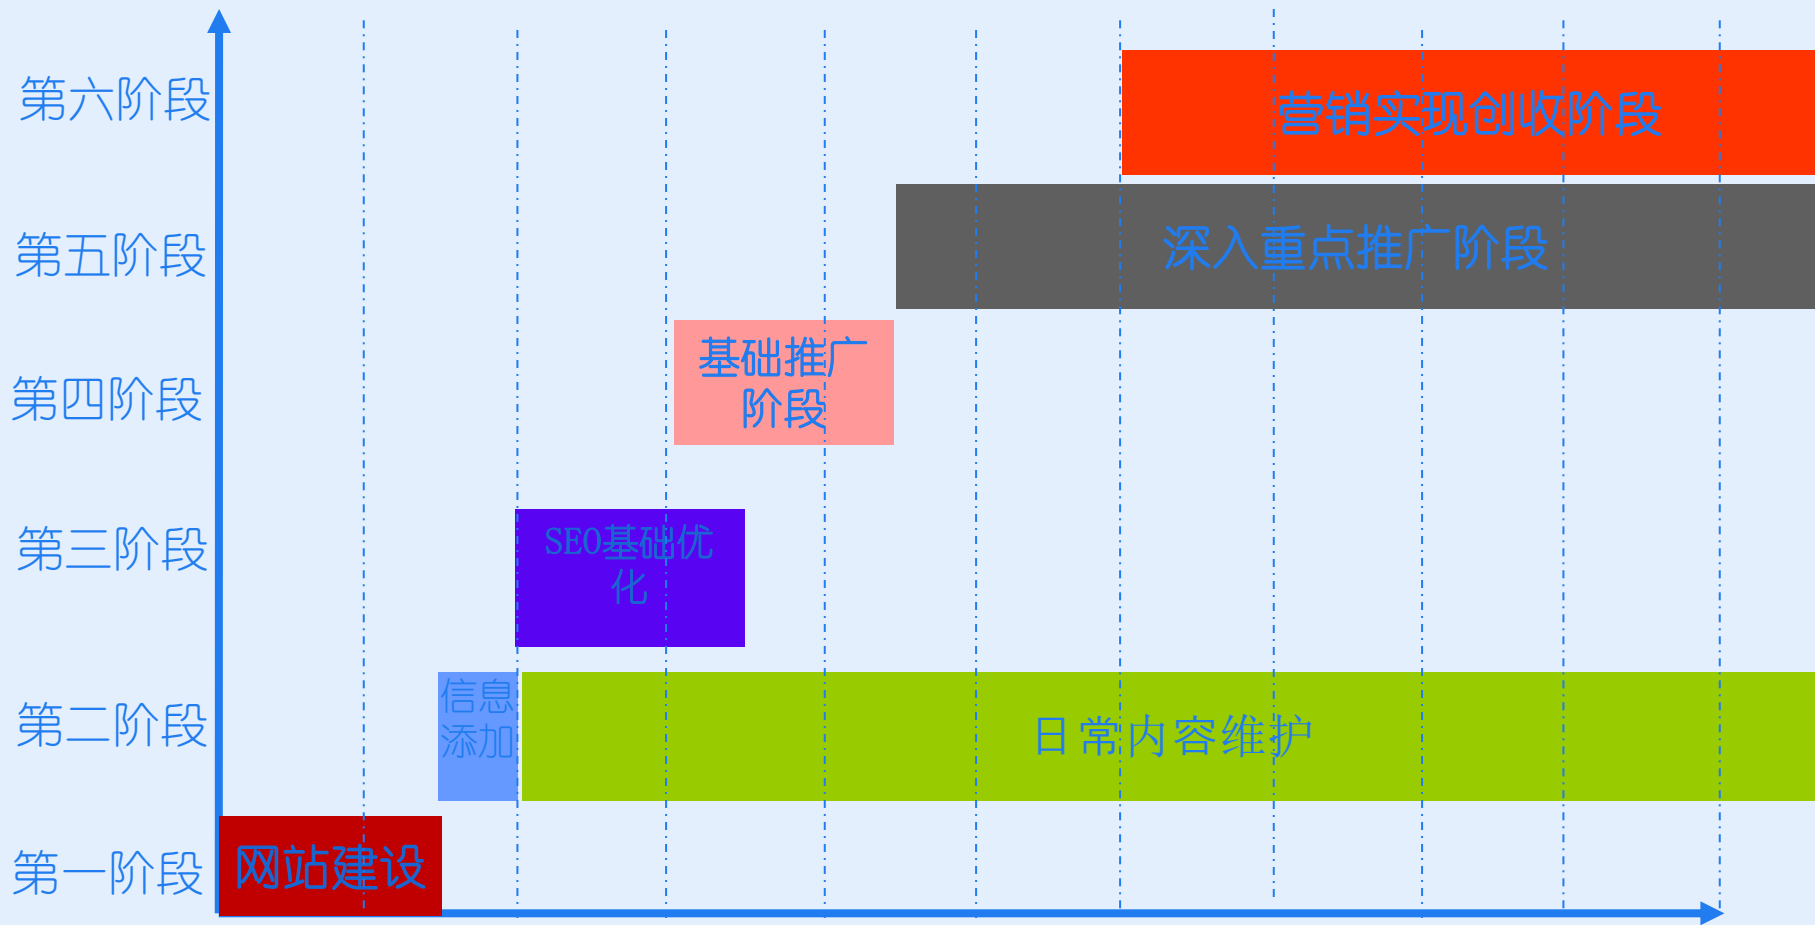 第六阶段
营销实现创收阶段
第五阶段
深入重点推广阶段
第四阶段
基础推广
阶段
第三阶段
SEO基础优
化
第二阶段
信息
添加
日常内容维护
第一阶段
网站建设